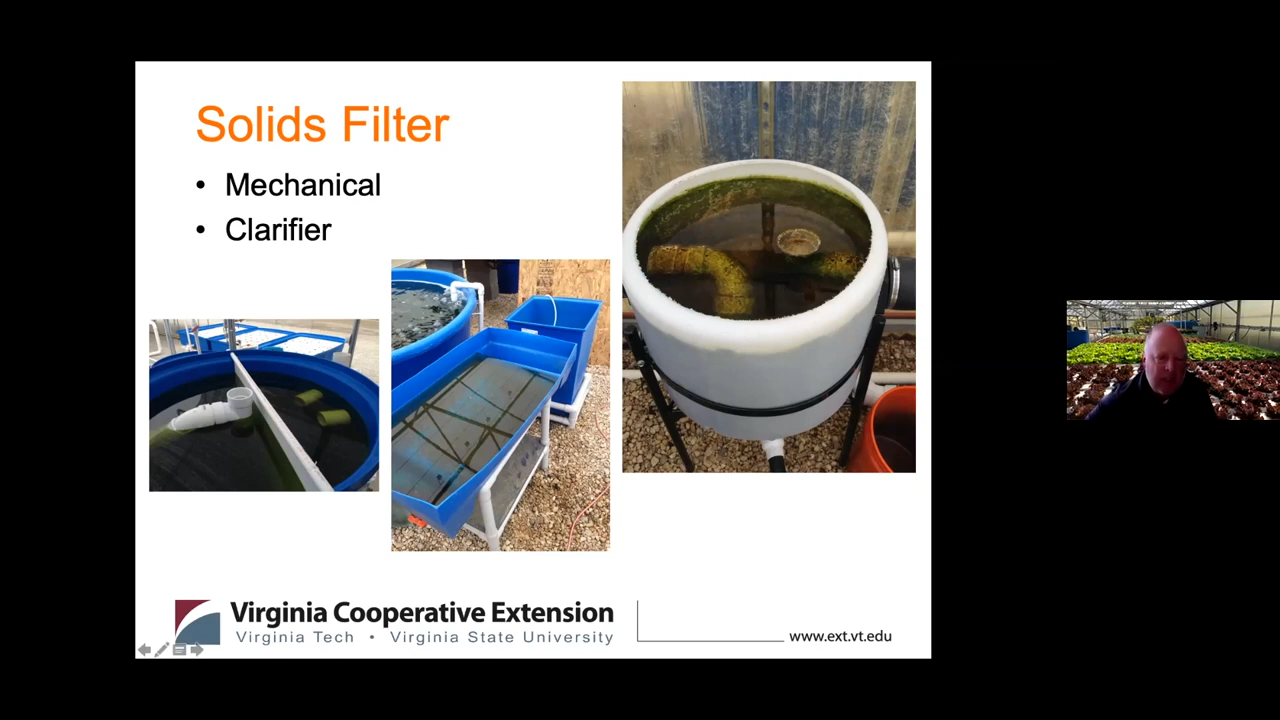 Solids Filter
• Mechanical
• Clarifier
Virginia Cooperative Extension
Virginia Tech • Virginia State University
www.ext.vt.edu